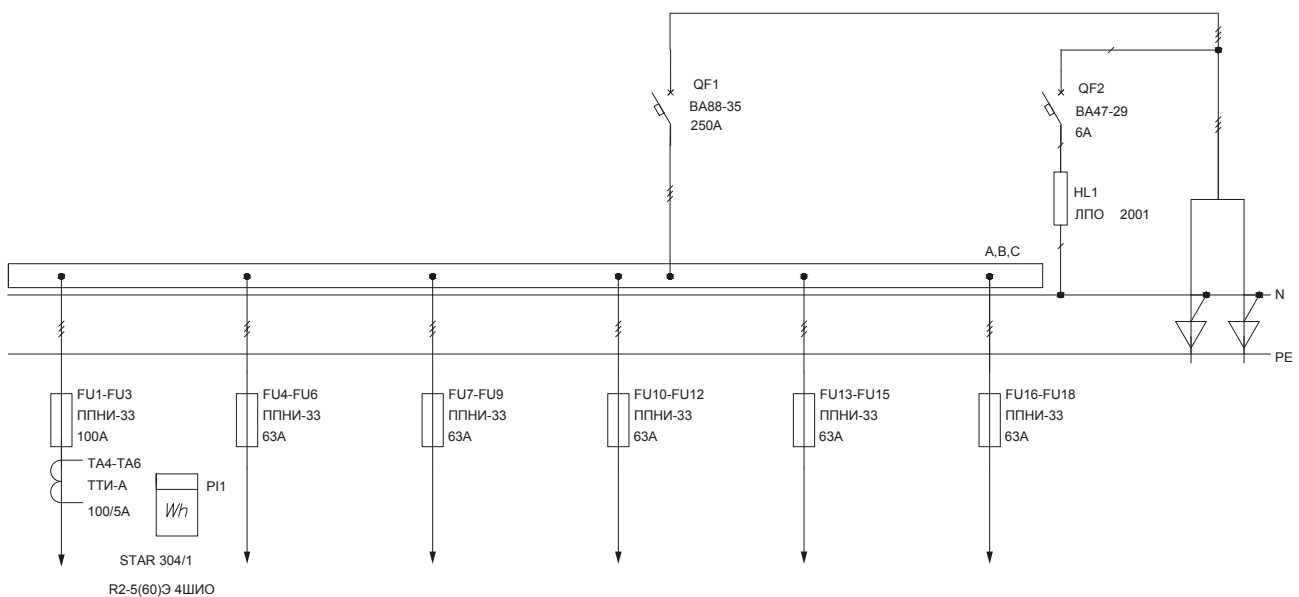 QF1
ВА88-35
250А
QF2
ВА47-29
6А
HL1
ЛПО 2001
A,B,C
N
PE
FU1-FU3
ППНИ-33
100А
FU4-FU6
ППНИ-33
63А
FU7-FU9
ППНИ-33
63А
FU10-FU12
ППНИ-33
63А
FU13-FU15
ППНИ-33
63А
FU16-FU18
ППНИ-33
63А
TA4-TA6
ТТИ-А
100/5А
Wh
PI1
STAR 304/1
R2-5(60)Э 4ШИО